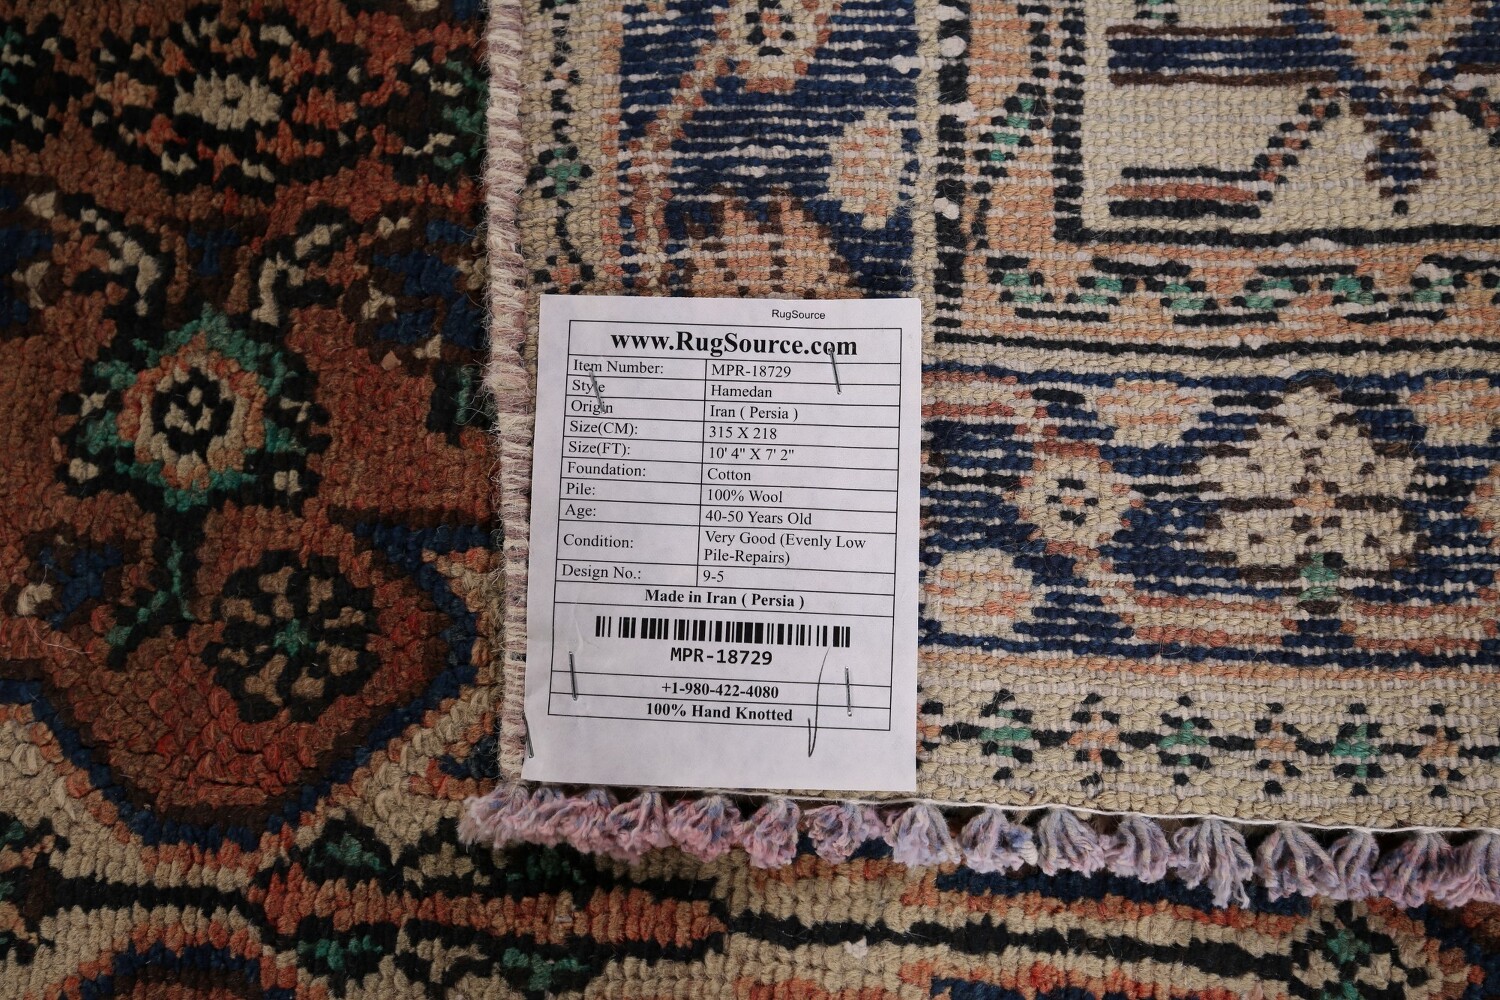 RugSource
www.RugSource.com
Item Number: MPR-18729
Style Hamedan
Origin Iran ( Persia )
Size(CM): 315 X 218
Size(FT): 10' 4" X 7' 2"
Foundation: Cotton
Pile: 100% Wool
Age: 40-50 Years Old
Condition: Very Good (Evenly Low
Pile-Repairs)
Design No.: 9-5
Made in Iran ( Persia )
MPR-18729
+1-980-422-4080
100% Hand Knotted